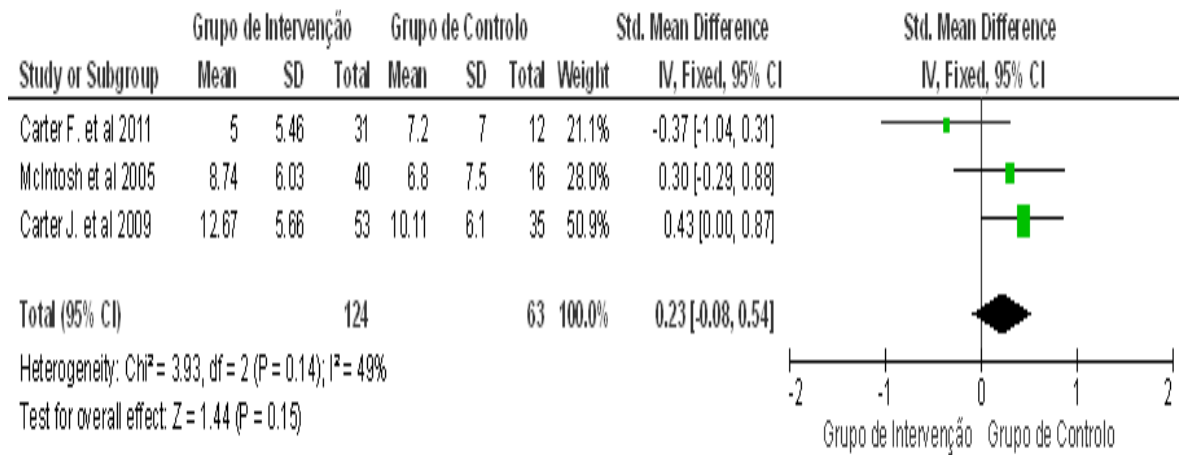 Grupo de Intervenção Grupo de Controlo Std. Mean Difference Std. Mean Difference
Study or Subgroup Mean SD Total Mean SD Total Weight IV, Fixed, 95% CI IV, Fixed, 95% CI
Carter F. et al 2011 5 5.46 31 7.2 7 12 21.1% -0.37 [-1.04, 0.31]
McIntosh et al 2005 8.74 6.03 40 6.8 7.5 16 28.0% 0.30 [-0.29, 0.88]
Carter J. et al 2009 12.67 5.66 53 10.11 6.1 35 50.9% 0.43 [0.00, 0.87]
Total (95% CI) 124 63 100.0% 0.23 [-0.08, 0.54]
Heterogeneity: Chi² = 3.93, df = 2 (P = 0.14); I² = 49%
Test for overall effect: Z = 1.44 (P = 0.15)
-2 -1 0 1 2
Grupo de Intervenção Grupo de Controlo